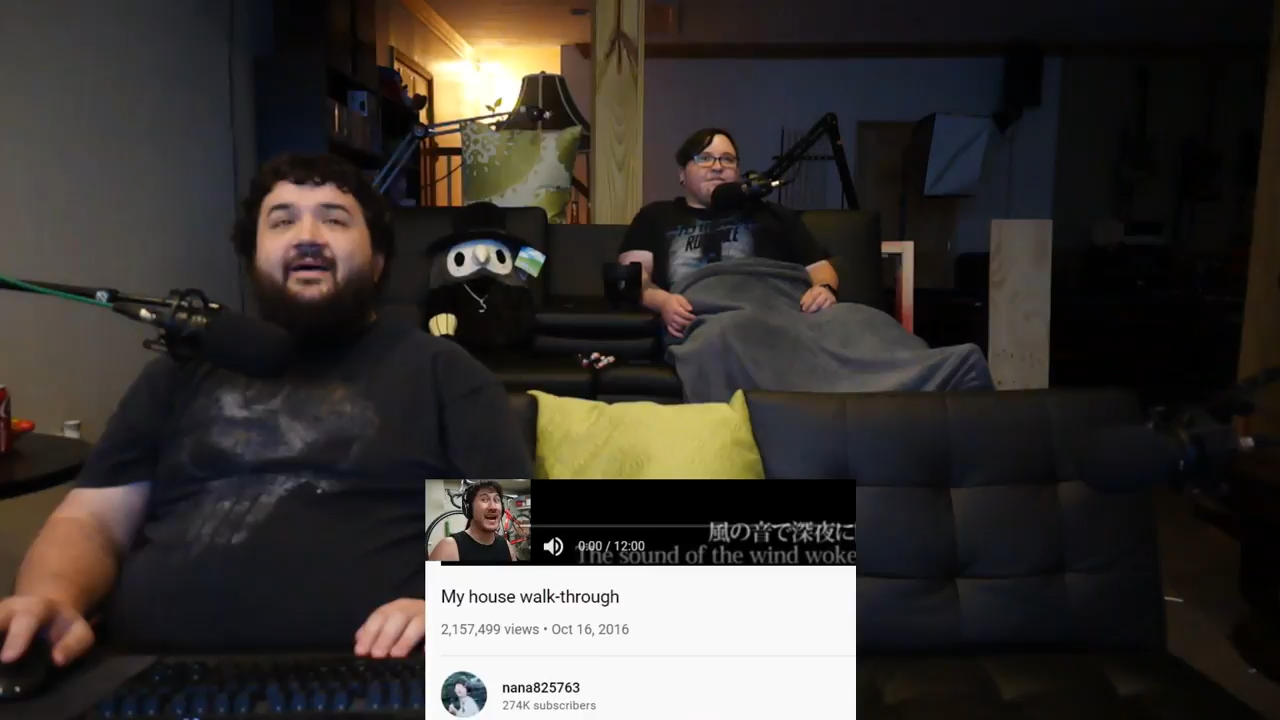 RUMBLE
風の音で深夜に
0:00 / 12:00
The sound of the wind woke
My house walk-through
2,157,499 views • Oct 16, 2016
nana825763
274K subscribers